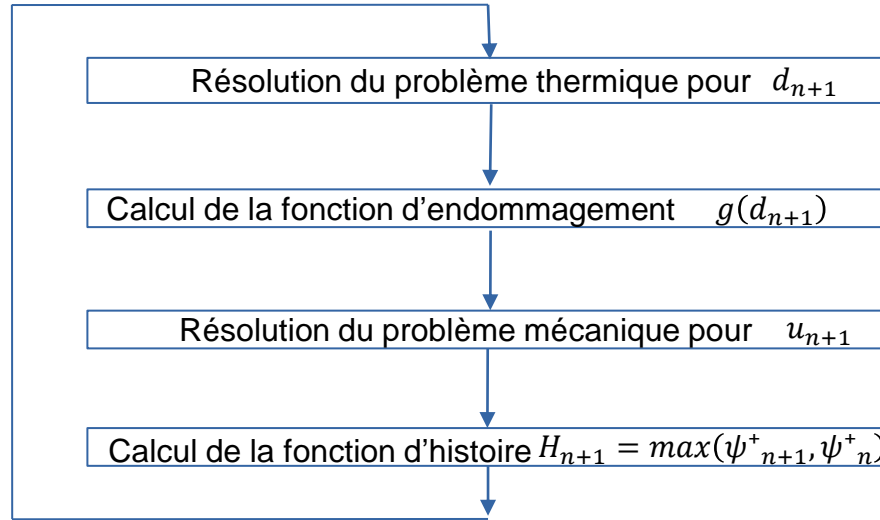 Résolution du problème thermique pour d_{n+1}
Calcul de la fonction d'endommagement g(d_{n+1})
Résolution du problème mécanique pour u_{n+1}
Calcul de la fonction d'histoire H_{n+1} = max(ψ⁺_{n+1}, ψ⁺_n)